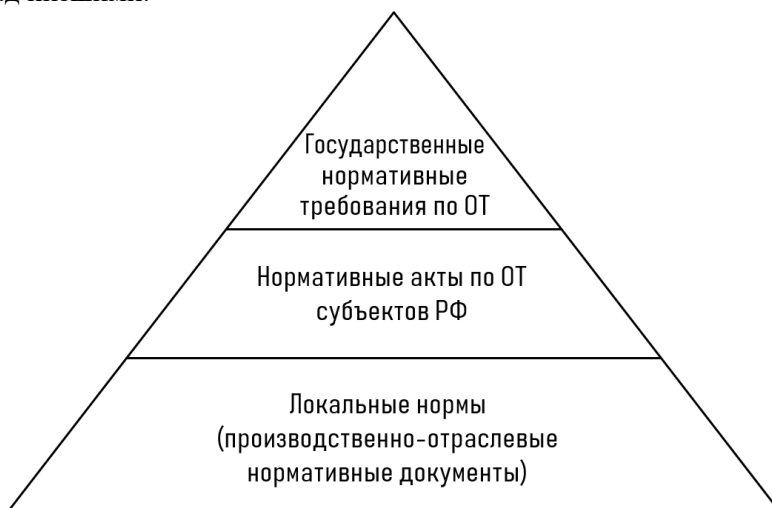 Государственные
нормативные
требования по ОТ
Нормативные акты по ОТ
субъектов РФ
Локальные нормы
(производственно-отраслевые
нормативные документы)